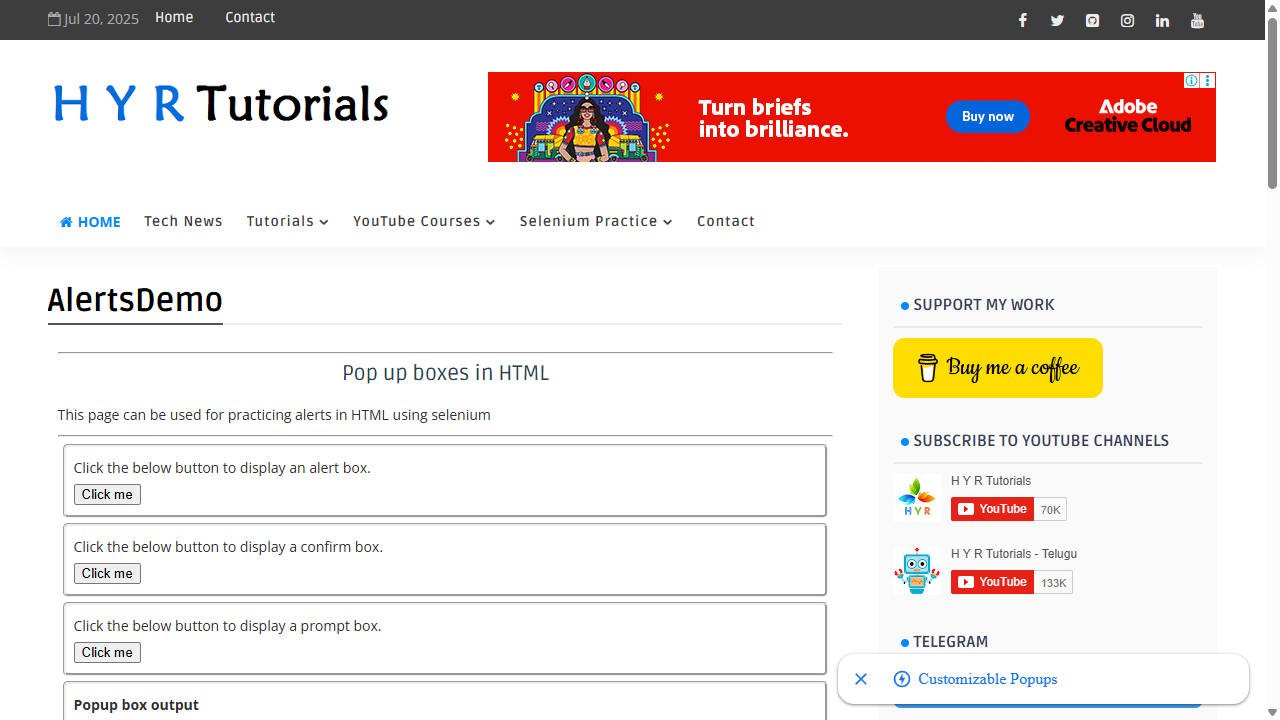 Jul 20, 2025
Home
Contact
You Tube
H Y R Tutorials
Turn briefs
into brilliance.
Buy now
Adobe
Creative Cloud
HOME
Tech News
Tutorials
YouTube Courses
Selenium Practice
Contact
AlertsDemo
Pop up boxes in HTML
This page can be used for practicing alerts in HTML using selenium
Click the below button to display an alert box.
Click me
Click the below button to display a confirm box.
Click me
Click the below button to display a prompt box.
Click me
Popup box output
SUPPORT MY WORK
Buy me a coffee
SUBSCRIBE TO YOUTUBE CHANNELS
H Y R
H Y R Tutorials
YouTube
70K
H Y R Tutorials - Telugu
YouTube
133K
TELEGRAM
Customizable Popups